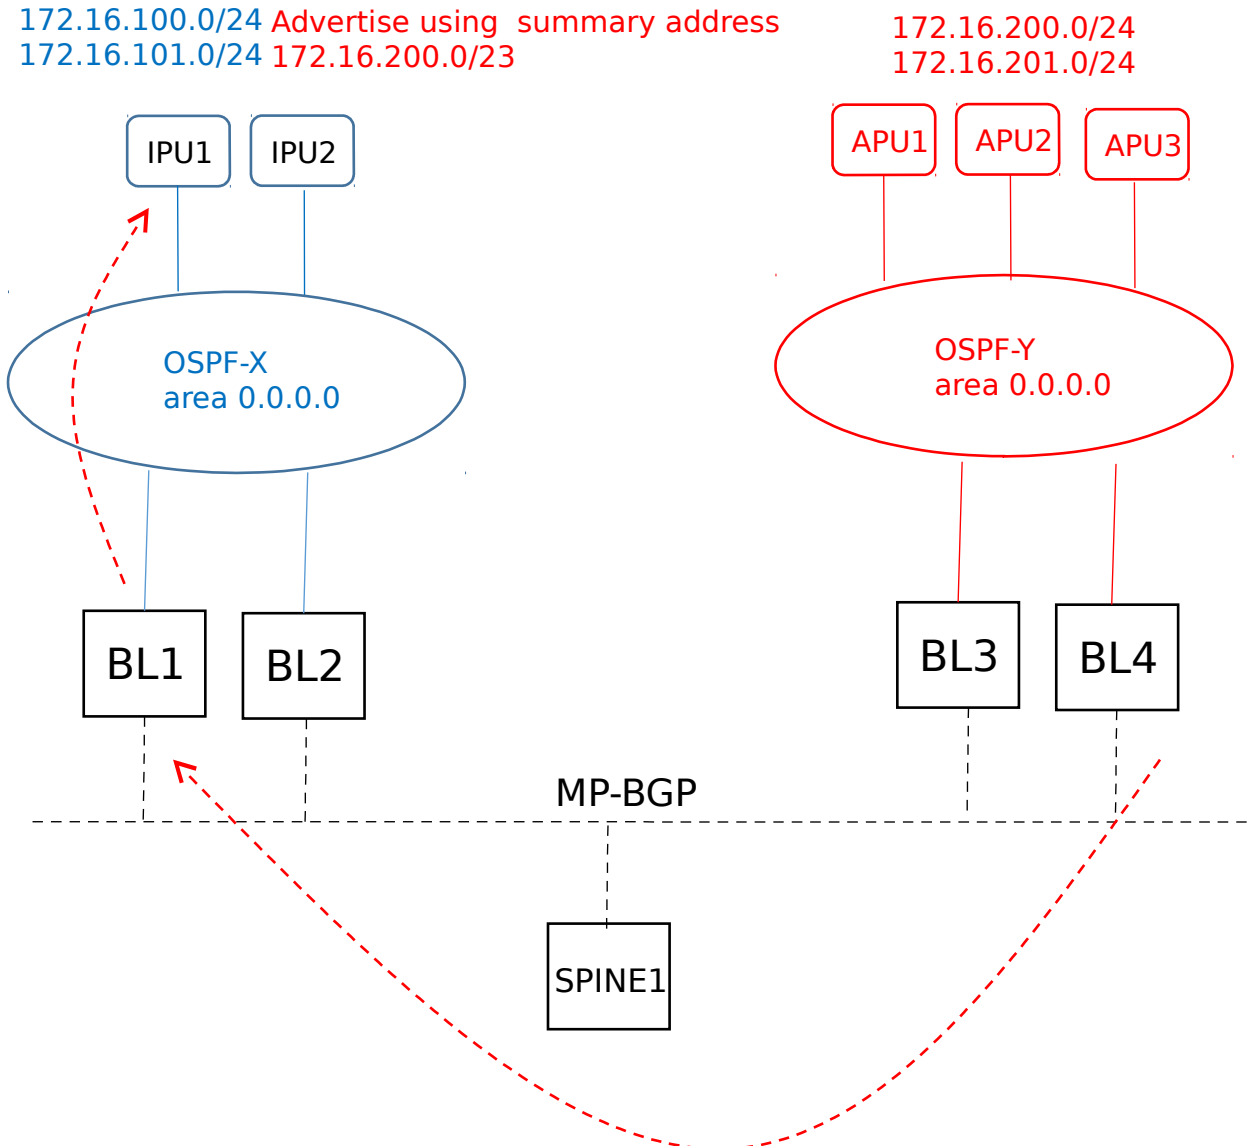 172.16.100.0/24 Advertise using summary address
172.16.101.0/24 172.16.200.0/23
172.16.200.0/24
172.16.201.0/24
IPU1
IPU2
APU1
APU2
APU3
OSPF-X
area 0.0.0.0
OSPF-Y
area 0.0.0.0
BL1
BL2
BL3
BL4
MP-BGP
SPINE1